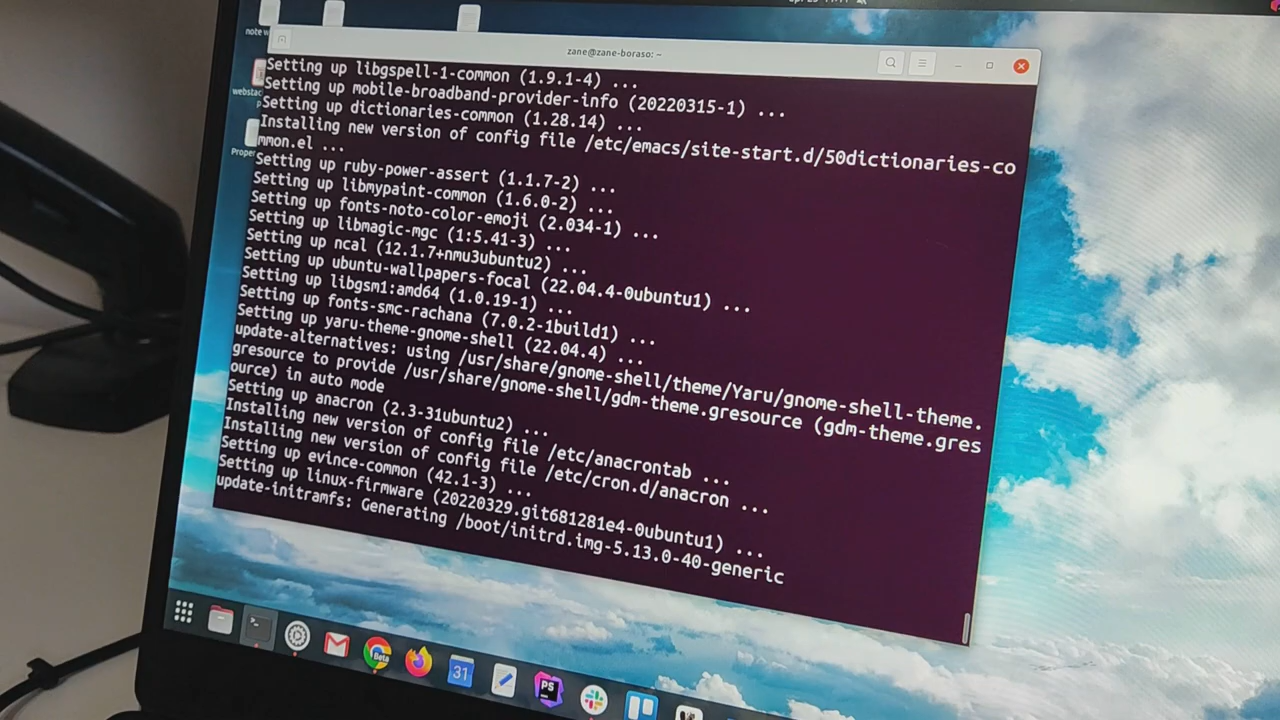 zane@zane-boraso: ~
note w
Setting up libgspell-1-common (1.9.1-4) ...
Setting up mobile-broadband-provider-info (20220315-1) ...
webstac
Setting up dictionaries-common (1.28.14) ...
Installing new version of config file /etc/emacs/site-start.d/50dictionaries-co
mmon.el ...
Proper
Setting up ruby-power-assert (1.1.7-2) ...
Setting up libmypaint-common (1.6.0-2) ...
Setting up fonts-noto-color-emoji (2.034-1) ...
Setting up libmagic-mgc (1:5.41-3) ...
Setting up ncal (12.1.7+nmu3ubuntu2) ...
Setting up ubuntu-wallpapers-focal (22.04.4-0ubuntu1) ...
Setting up libgsm1:amd64 (1.0.19-1) ...
Setting up fonts-smc-rachana (7.0.2-1build1) ...
Setting up yaru-theme-gnome-shell (22.04.4) ...
update-alternatives: using /usr/share/gnome-shell/theme/Yaru/gnome-shell-theme.
gresource to provide /usr/share/gnome-shell/gdm-theme.gresource (gdm-theme.gres
ource) in auto mode
Setting up anacron (2.3-31ubuntu2) ...
Installing new version of config file /etc/anacrontab ...
Installing new version of config file /etc/cron.d/anacron ...
Setting up evince-common (42.1-3) ...
Setting up linux-firmware (20220329.git681281e4-0ubuntu1) ...
update-initramfs: Generating /boot/initrd.img-5.13.0-40-generic
Beta
31
PS